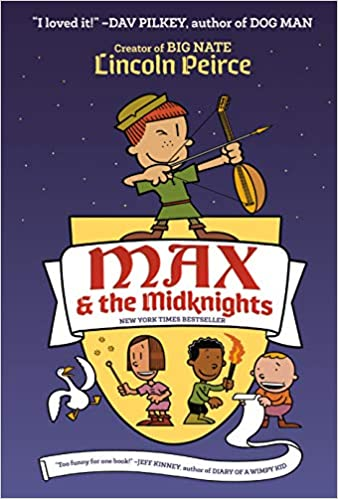 "I loved it!" –DAV PILKEY, author of DOG MAN
Creator of BIG NATE
Lincoln Peirce
MAX
& the Midknights
NEW YORK TIMES BESTSELLER
"Too funny for one book!" –JEFF KINNEY, author of DIARY OF A WIMPY KID